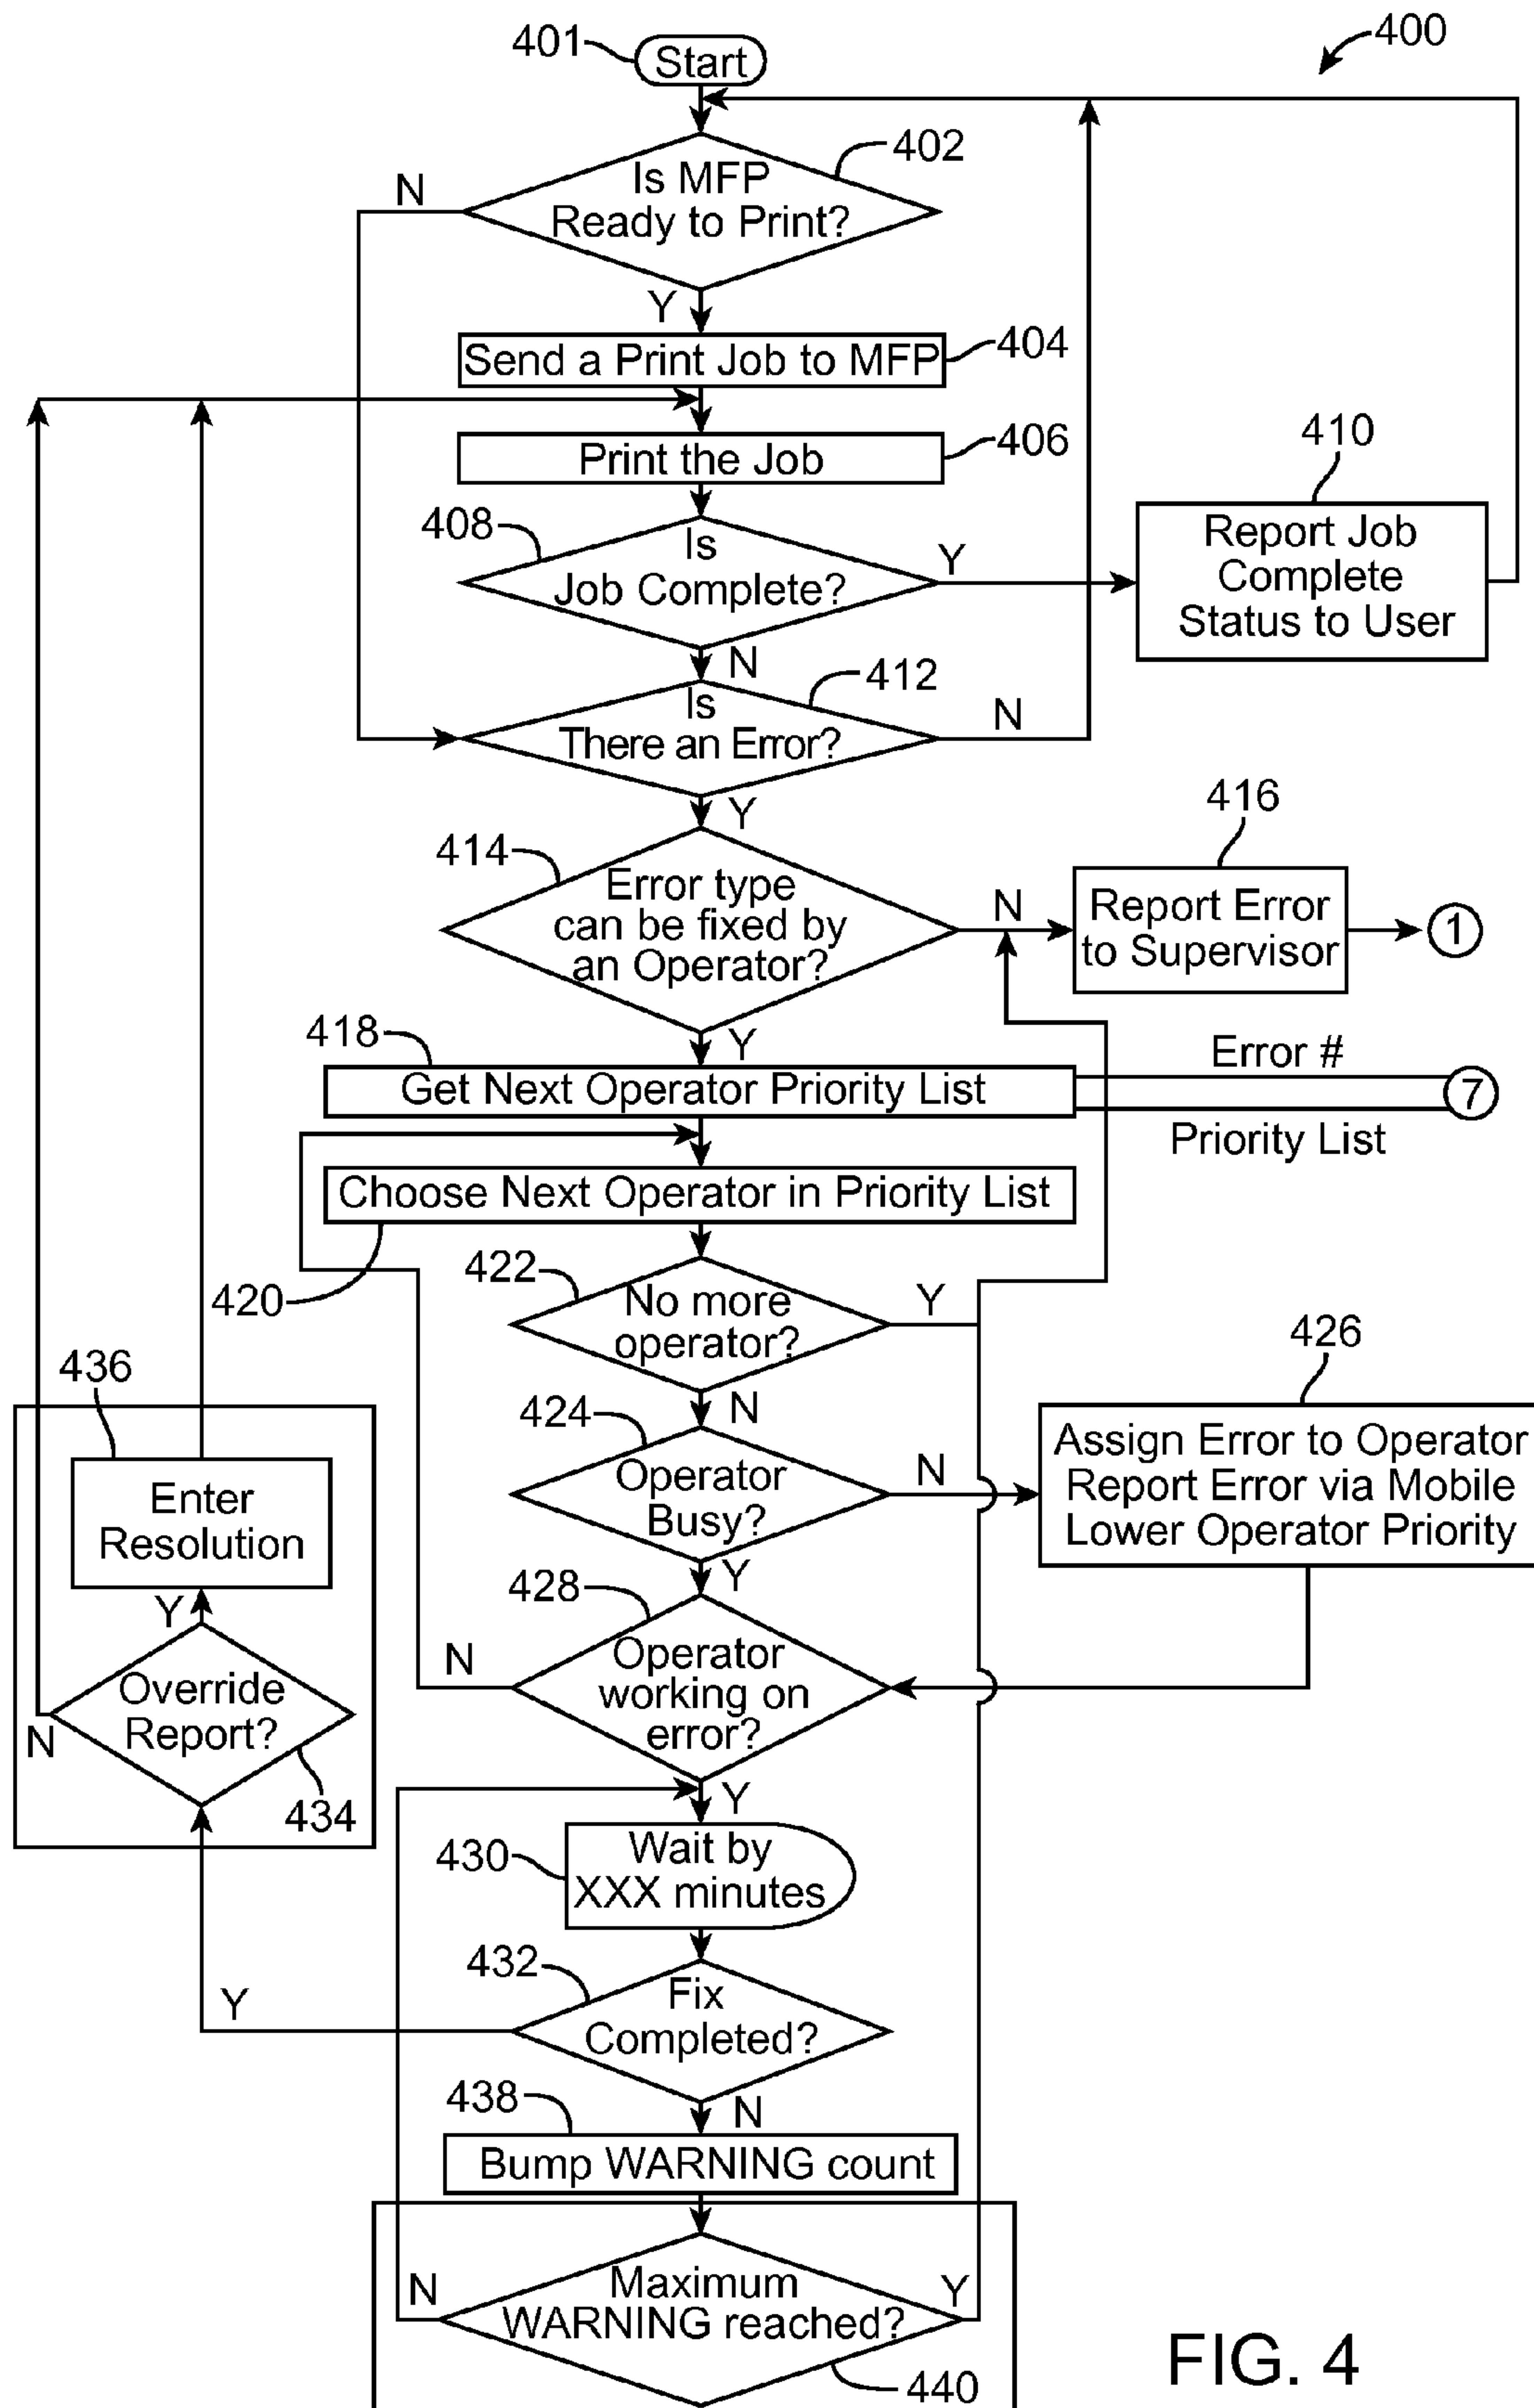 400
401
Start
402
Is MFP
Ready to Print?
N
Y
Send a Print Job to MFP
404
Print the Job
406
410
408
Is
Job Complete?
Y
Report Job
Complete
Status to User
N
412
Is
There an Error?
N
Y
416
414
Error type
can be fixed by
an Operator?
N
Report Error
to Supervisor
1
Y
418
Get Next Operator Priority List
Error #
7
Priority List
Choose Next Operator in Priority List
420
422
No more
operator?
Y
N
426
424
Operator
Busy?
N
Assign Error to Operator
Report Error via Mobile
Lower Operator Priority
Y
436
Enter
Resolution
Y
Override
Report?
N
434
428
Operator
working on
error?
N
Y
430
Wait by
XXX minutes
432
Fix
Completed?
Y
N
438
Bump WARNING count
Maximum
WARNING reached?
N
Y
440
FIG. 4